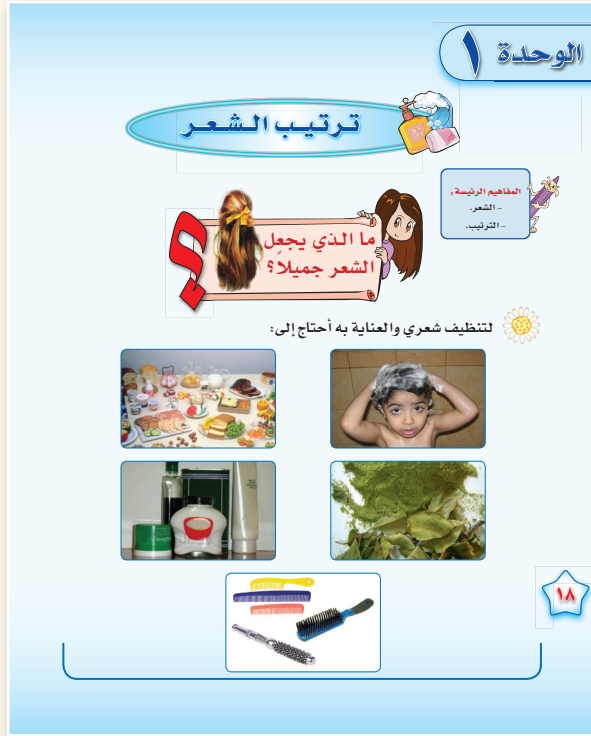 الوحدة ١
ترتيب الشعر
المفاهيم الرئيسة:
- الشعر.
- الترتيب.
ما الذي يجعل
الشعر جميلاً؟
لتنظيف شعري والعناية به أحتاج إلى:
١٨